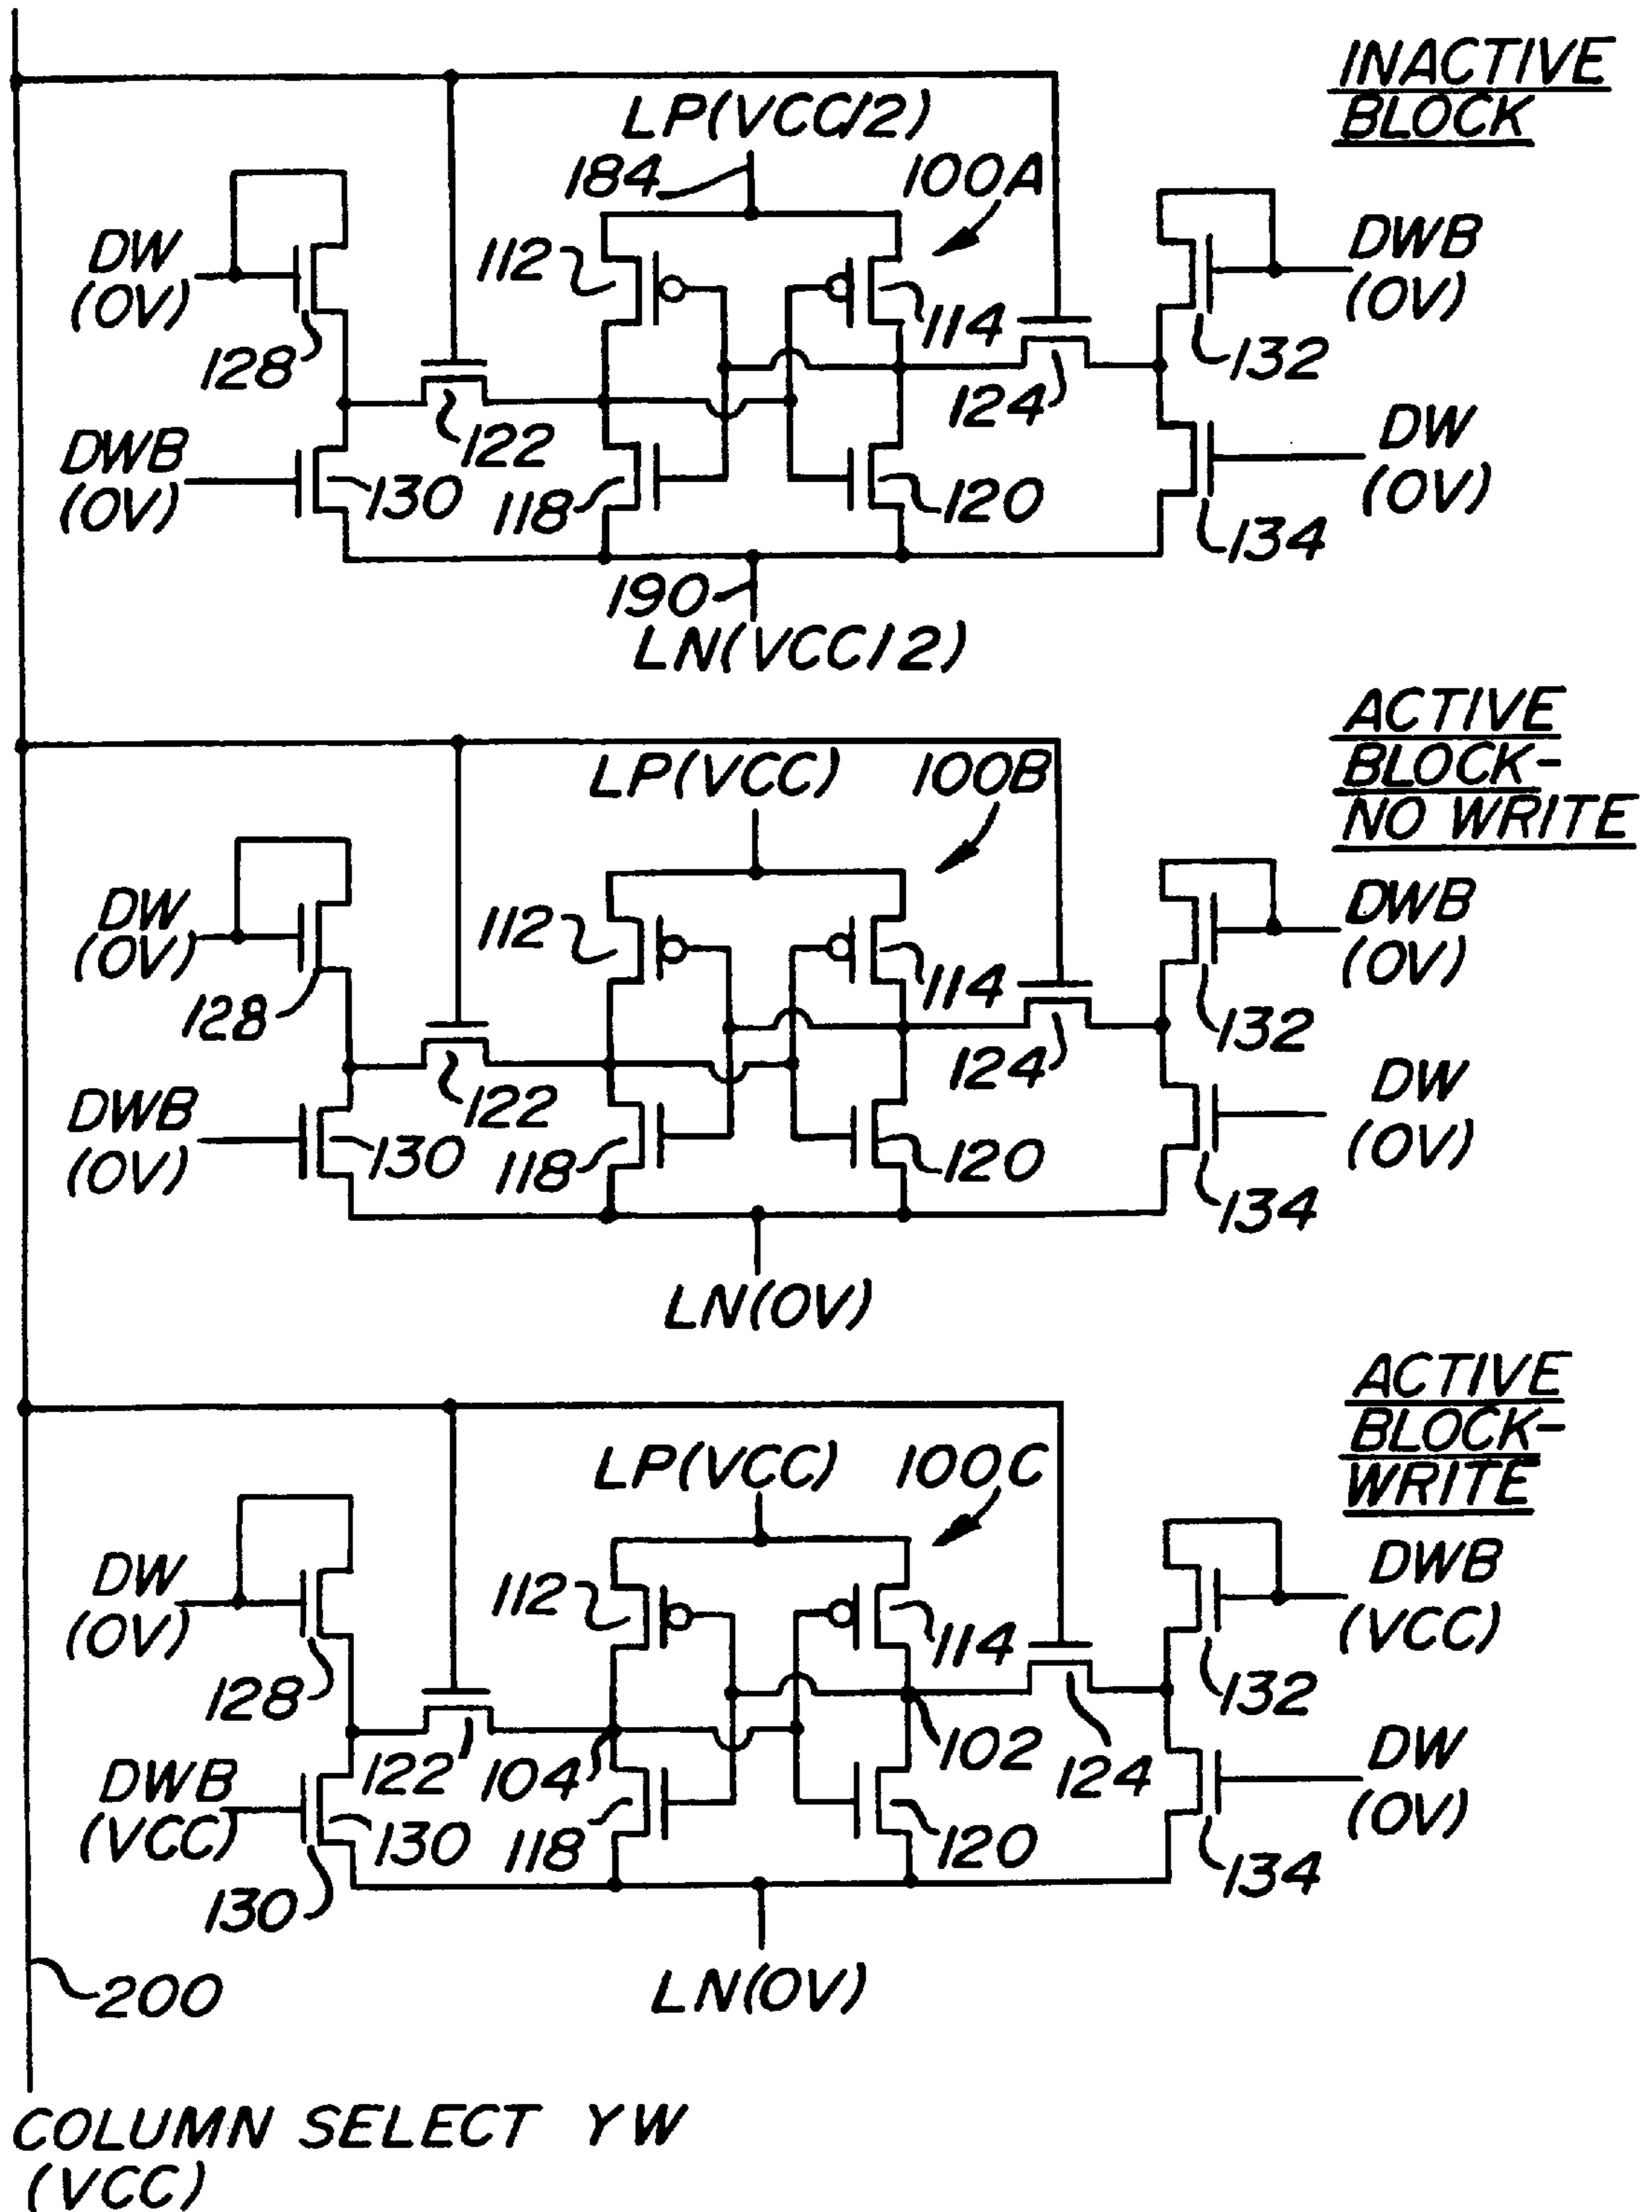 INACTIVE
BLOCK
LP(VCC/2)
184
100A
DW
(0V)
112
DWB
(0V)
114
128
132
124
DWB
(0V)
122
DW
(0V)
130
118
120
134
190
LN(VCC/2)
ACTIVE
BLOCK-
NO WRITE
LP(VCC)
100B
DW
(0V)
112
DWB
(0V)
114
128
132
124
DWB
(0V)
122
DW
(0V)
130
118
120
134
LN(0V)
ACTIVE
BLOCK-
WRITE
LP(VCC)
100C
DW
(0V)
112
DWB
(VCC)
114
128
132
122
104
102
124
DWB
(VCC)
DW
(0V)
130
118
120
134
130
200
LN(0V)
COLUMN SELECT YW
(VCC)